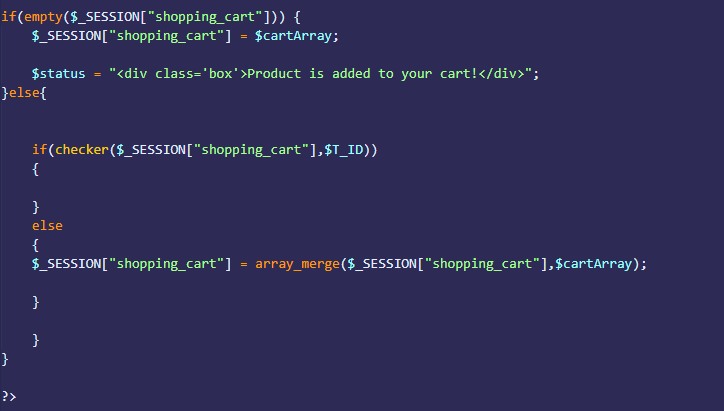 if(empty($_SESSION["shopping_cart"])) {
    $_SESSION["shopping_cart"] = $cartArray;
    $status = "<div class='box'>Product is added to your cart!</div>";
}else{
    if(checker($_SESSION["shopping_cart"],$T_ID))
    {
    }
    else
    {
    $_SESSION["shopping_cart"] = array_merge($_SESSION["shopping_cart"],$cartArray);
    }
    }
}
?>